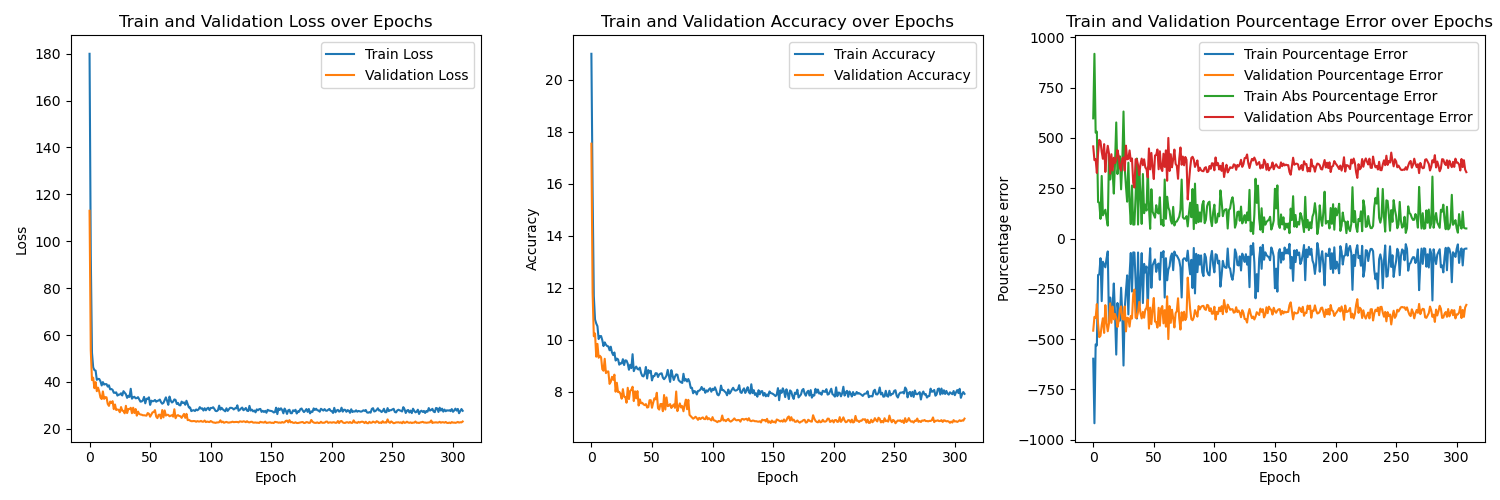 Train and Validation Loss over Epochs
Train Loss
Validation Loss
180
160
140
120
100
80
60
40
20
Loss
0
50
100
150
200
250
300
Epoch
Train and Validation Accuracy over Epochs
Train Accuracy
Validation Accuracy
20
18
16
14
12
10
8
Accuracy
0
50
100
150
200
250
300
Epoch
Train and Validation Pourcentage Error over Epochs
Train Pourcentage Error
Validation Pourcentage Error
Train Abs Pourcentage Error
Validation Abs Pourcentage Error
1000
750
500
250
0
−250
−500
−750
−1000
Pourcentage error
0
50
100
150
200
250
300
Epoch